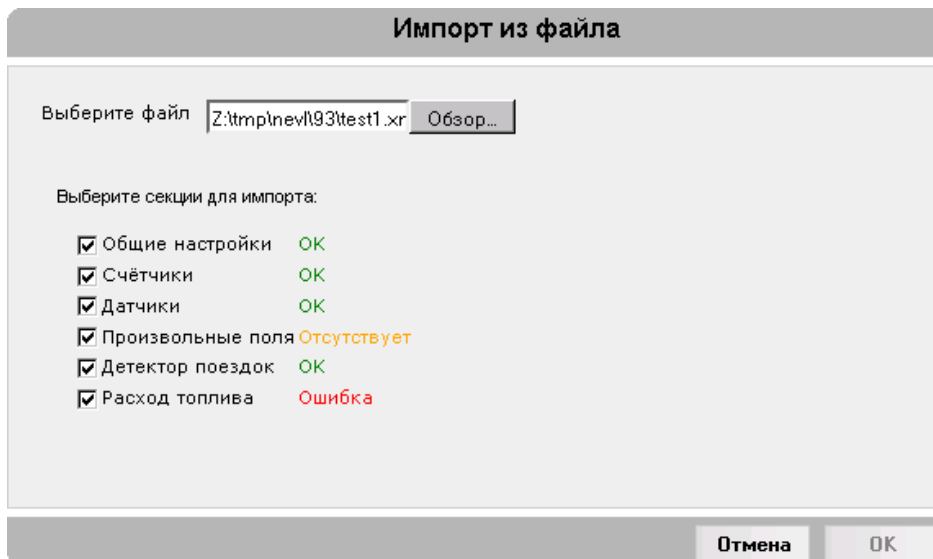 Импорт из файла
Выберите файл Z:\tmp\nevl\93\test1.xr Обзор...
Выберите секции для импорта:
Общие настройки OK
Счётчики OK
Датчики OK
Произвольные поля Отсутствует
Детектор поездок OK
Расход топлива Ошибка
Отмена OK